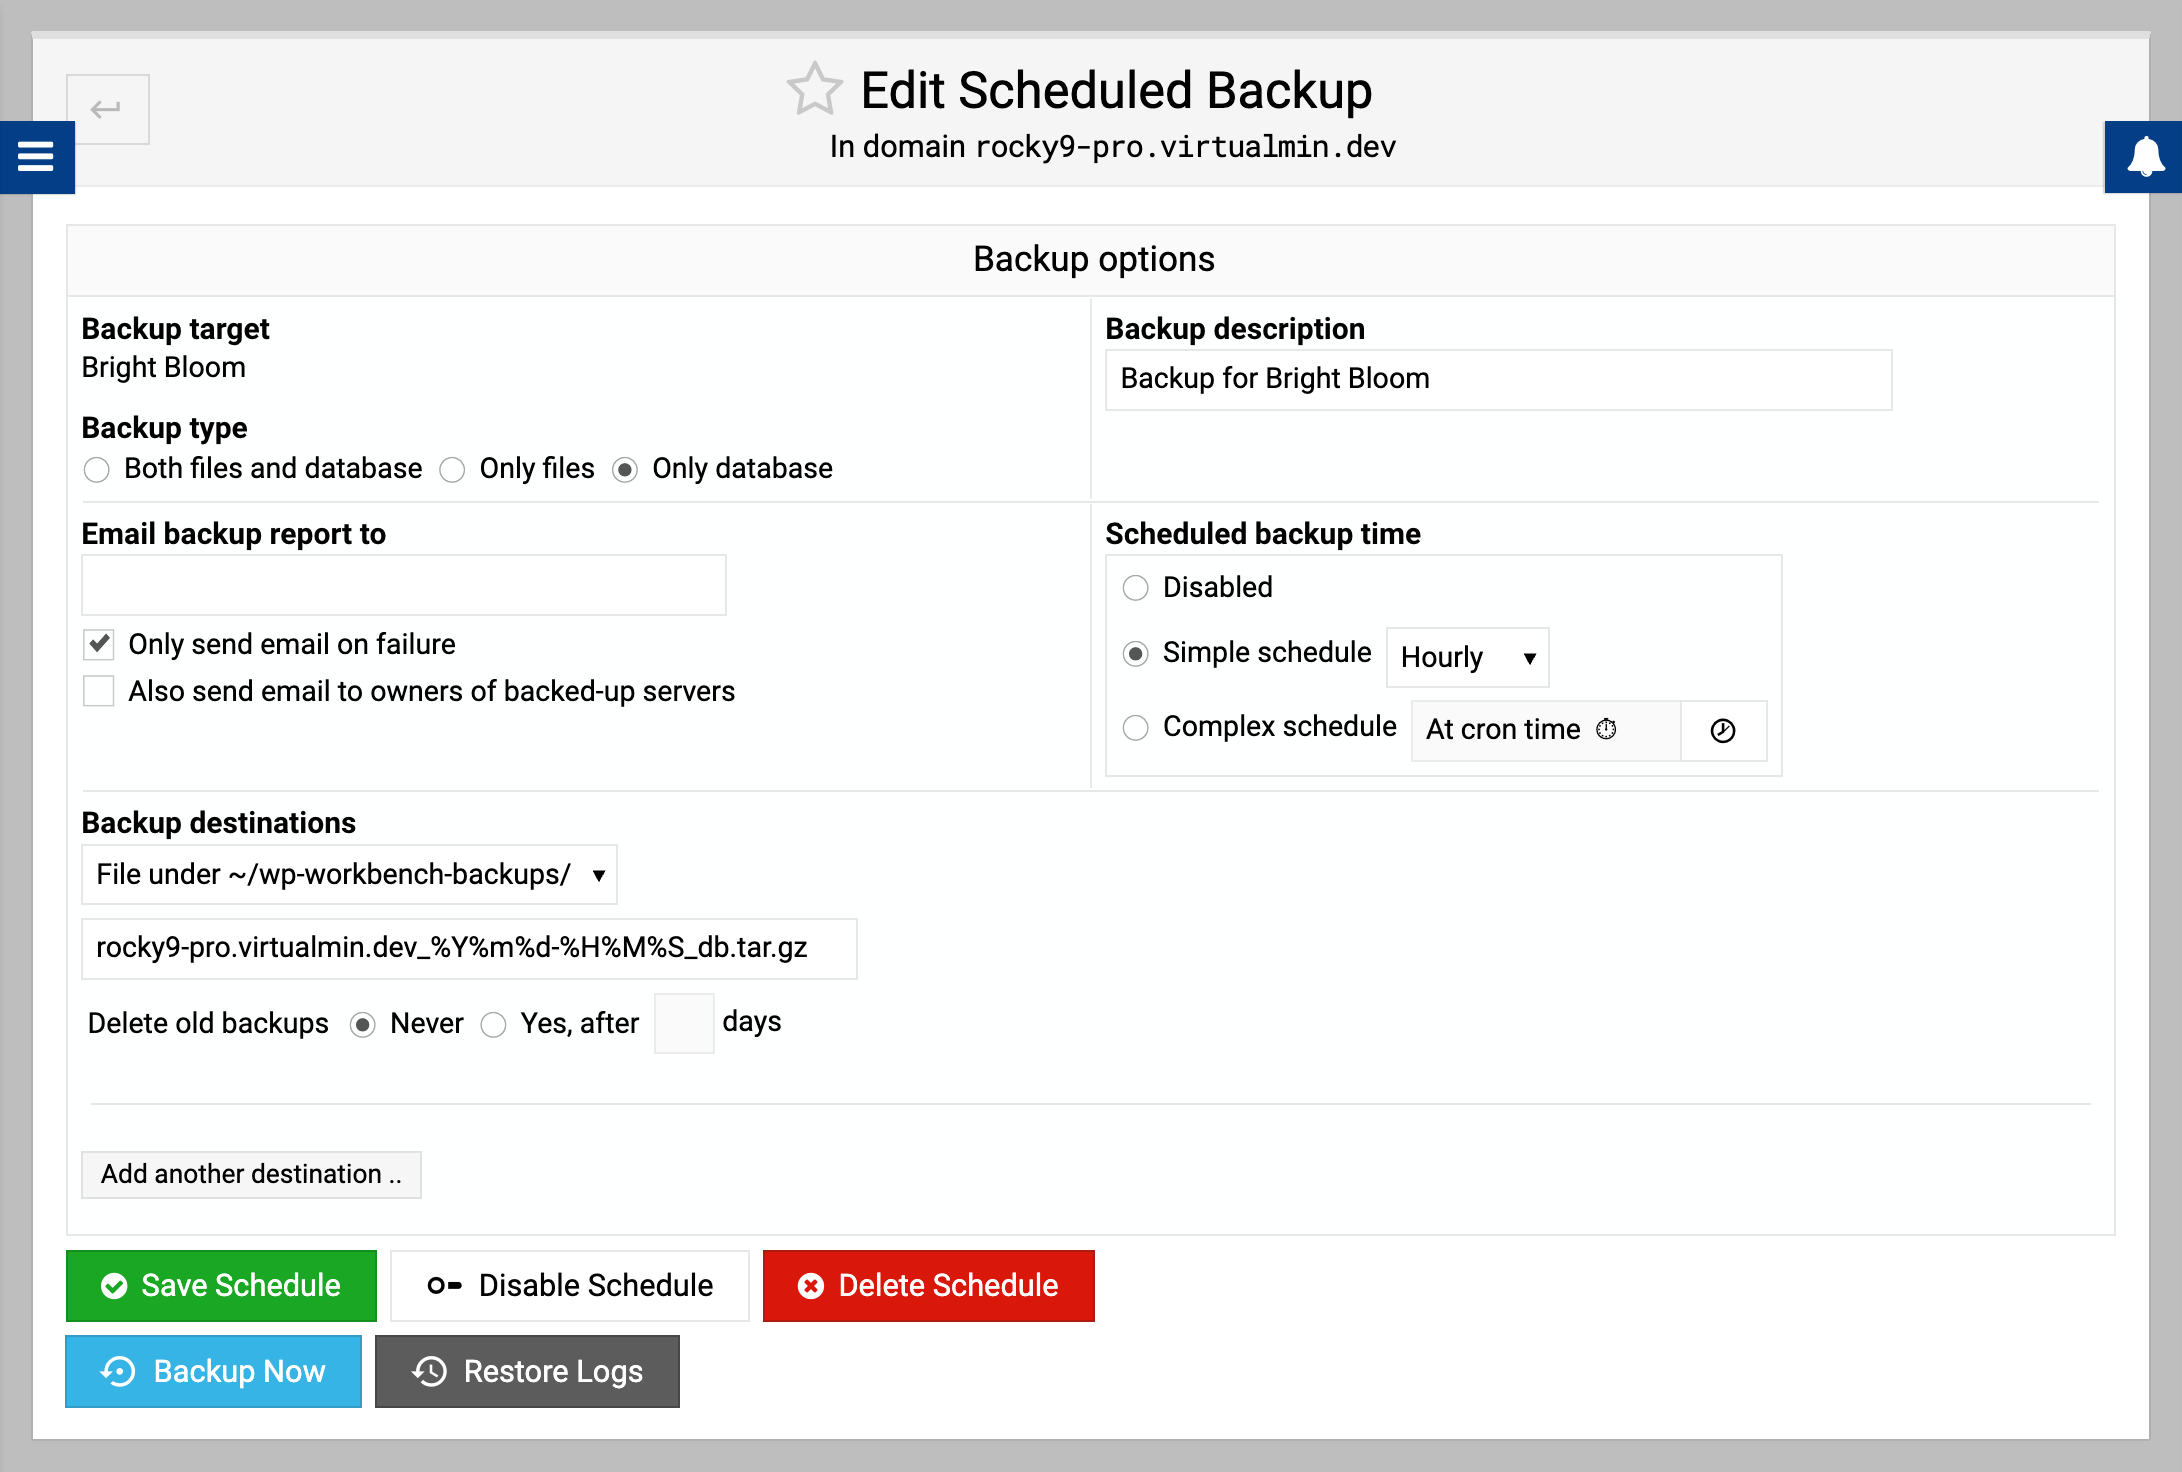 Edit Scheduled Backup
In domain rocky9-pro.virtualmin.dev
Backup options
Backup target
Bright Bloom
Backup type
Both files and database Only files Only database
Backup description
Backup for Bright Bloom
Email backup report to
Only send email on failure
Also send email to owners of backed-up servers
Scheduled backup time
Disabled
Simple schedule Hourly
Complex schedule At cron time
Backup destinations
File under ~/wp-workbench-backups/
rocky9-pro.virtualmin.dev_%Y%m%d-%H%M%S_db.tar.gz
Delete old backups Never Yes, after days
Add another destination ..
Save Schedule Disable Schedule Delete Schedule
Backup Now Restore Logs